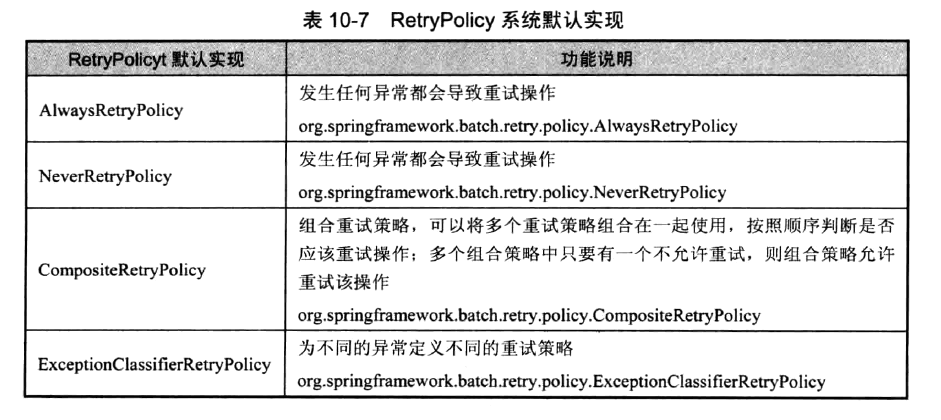 表 10-7 RetryPolicy 系统默认实现
RetryPolicyt 默认实现
功能说明
AlwaysRetryPolicy
发生任何异常都会导致重试操作
org.springframework.batch.retry.policy.AlwaysRetryPolicy
NeverRetryPolicy
发生任何异常都会导致重试操作
org.springframework.batch.retry.policy.NeverRetryPolicy
CompositeRetryPolicy
组合重试策略，可以将多个重试策略组合在一起使用，按照顺序判断是否
应该重试操作；多个组合策略中只要有一个不允许重试，则组合策略允许
重试该操作
org.springframework.batch.retry.policy.CompositeRetryPolicy
ExceptionClassifierRetryPolicy
为不同的异常定义不同的重试策略
org.springframework.batch.retry.policy.ExceptionClassifierRetryPolicy